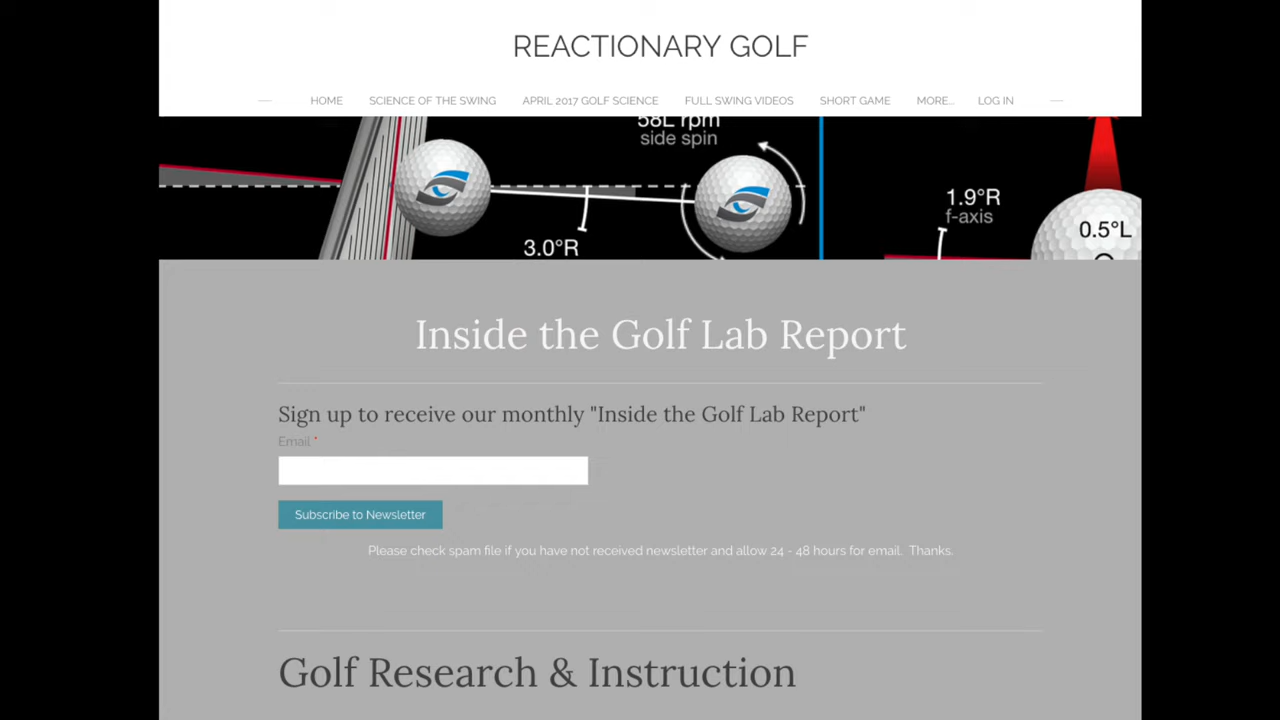 REACTIONARY GOLF
HOME SCIENCE OF THE SWING APRIL 2017 GOLF SCIENCE FULL SWING VIDEOS SHORT GAME MORE... LOG IN
58L rpm
side spin
3.0°R
1.9°R
f-axis
0.5°L
Inside the Golf Lab Report
Sign up to receive our monthly "Inside the Golf Lab Report"
Email *
Subscribe to Newsletter
Please check spam file if you have not received newsletter and allow 24 - 48 hours for email. Thanks.
Golf Research & Instruction